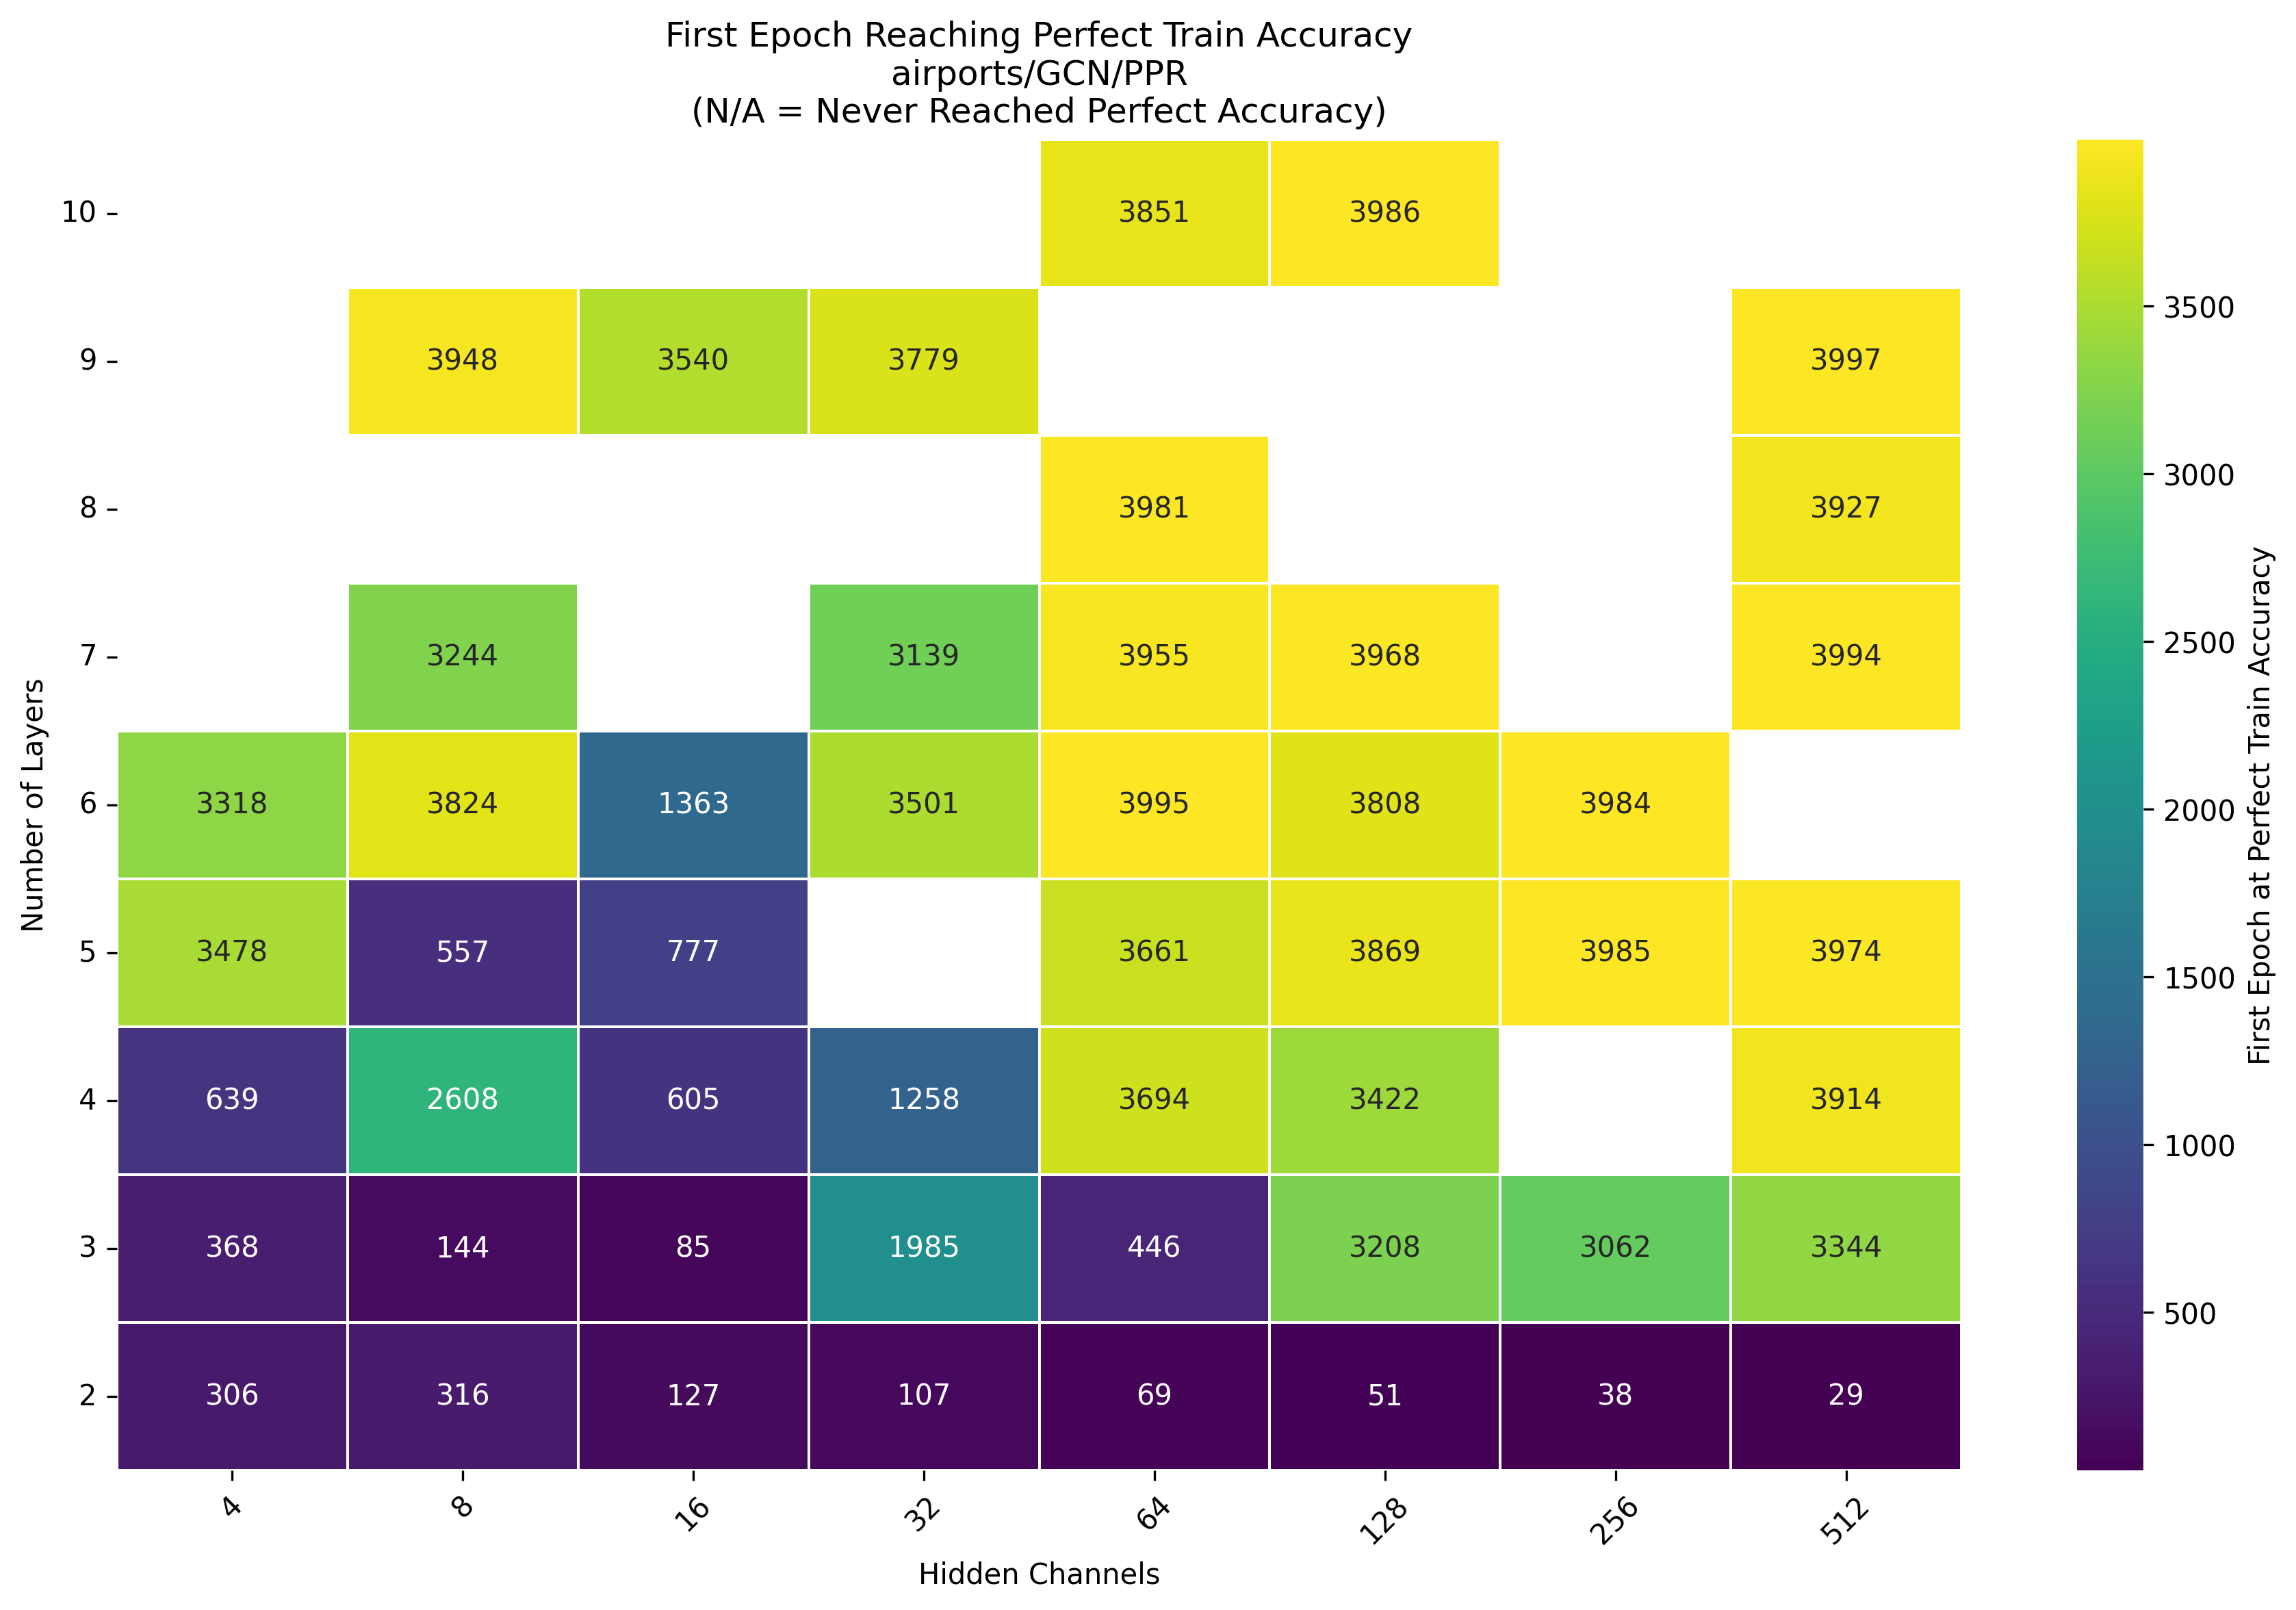 First Epoch Reaching Perfect Train Accuracy
airports/GCN/PPR
(N/A = Never Reached Perfect Accuracy)
Number of Layers
10 3851 3986
9 3948 3540 3779 3997
8 3981 3927
7 3244 3139 3955 3968 3994
6 3318 3824 1363 3501 3995 3808 3984
5 3478 557 777 3661 3869 3985 3974
4 639 2608 605 1258 3694 3422 3914
3 368 144 85 1985 446 3208 3062 3344
2 306 316 127 107 69 51 38 29
4 8 16 32 64 128 256 512
Hidden Channels
3500
3000
2500
2000
1500
1000
500
First Epoch at Perfect Train Accuracy